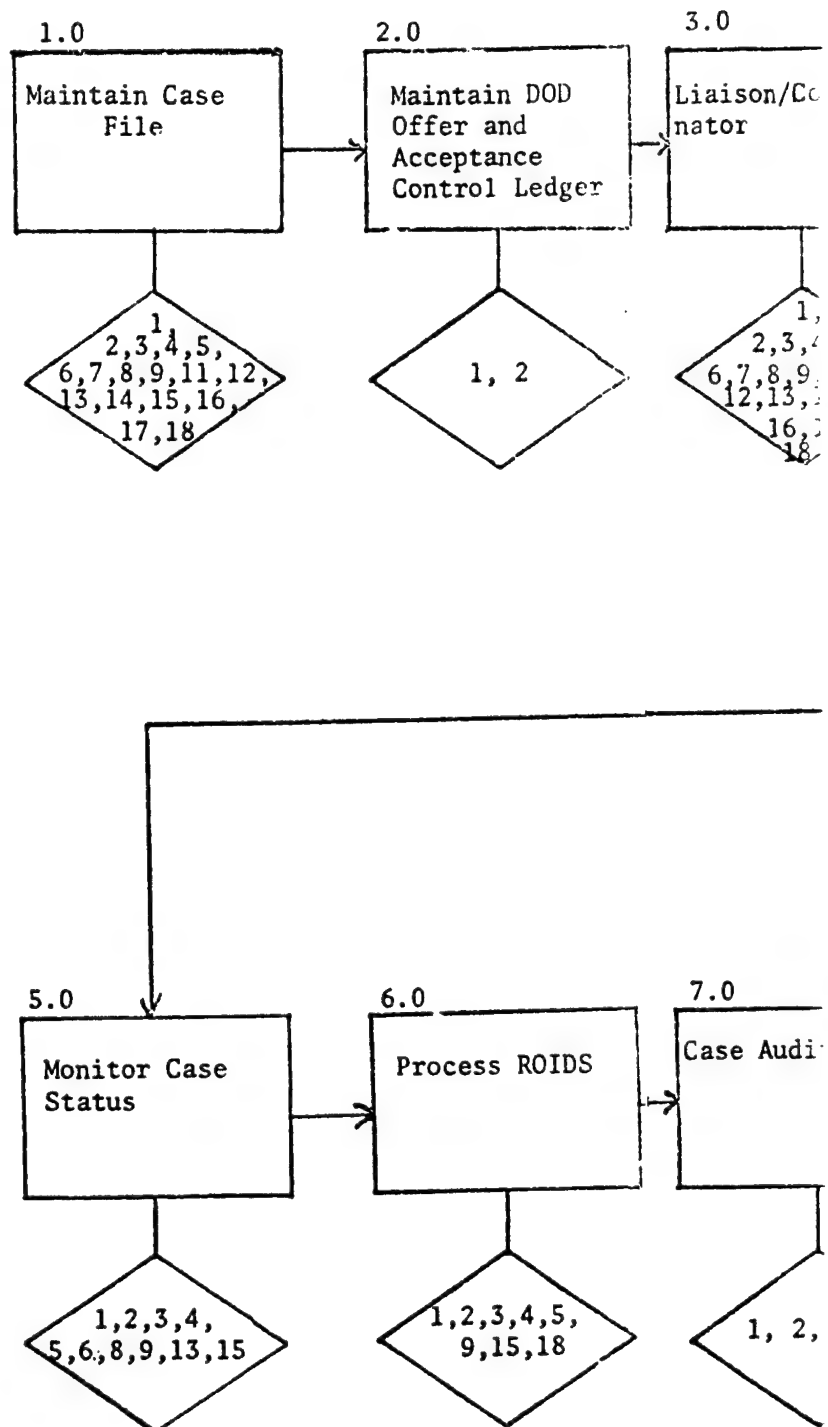 1.0
Maintain Case
File
2.0
Maintain DOD
Offer and
Acceptance
Control Ledger
3.0
Liaison/Co
nator
1,
2,3,4,5,
6,7,8,9,11,12,
13,14,15,16,
17,18
1, 2
1,
2,3,4
6,7,8,9,
12,13,
16,
18
5.0
Monitor Case
Status
6.0
Process ROIDS
7.0
Case Audi
1,2,3,4,
5,6,8,9,13,15
1,2,3,4,5,
9,15,18
1, 2,